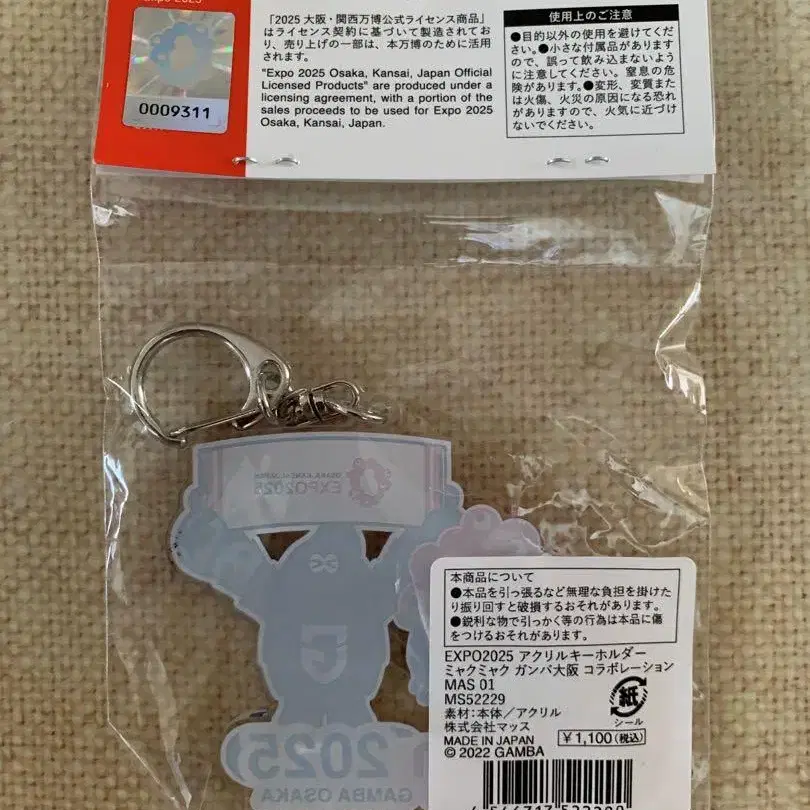 Expo 2025
0009311
「2025 大阪・関西万博公式ライセンス商品」
はライセンス契約に基づいて製造されてお
り、売り上げの一部は、本万博のために活用
されます。
"Expo 2025 Osaka, Kansai, Japan Official
Licensed Products" are produced under a
licensing agreement, with a portion of the
sales proceeds to be used for Expo 2025
Osaka, Kansai, Japan.
使用上のご注意
●目的以外の使用を避けてくだ
さい。●小さな付属品があります
ので、誤って飲み込まないよう
に注意してください。窒息の危
険があります。●変形、変質また
は火傷、火災の原因になる恐れ
がありますので、火気に近づけ
ないでください。
OSAKA, KANSAI, JAPAN
EXPO2025
G
2025
GAMBA OSAKA
本商品について
●本品を引っ張るなど無理な負担を掛けた
り振り回すと破損するおそれがあります。
●鋭利な物で引っかく等の行為は本品に傷
をつけるおそれがあります。
EXPO2025 アクリルキーホルダー
ミャクミャク ガンバ大阪 コラボレーション
MAS 01
MS52229
素材:本体/アクリル
株式会社マッス
MADE IN JAPAN
¥1,100(税込)
© 2022 GAMBA
紙
シール